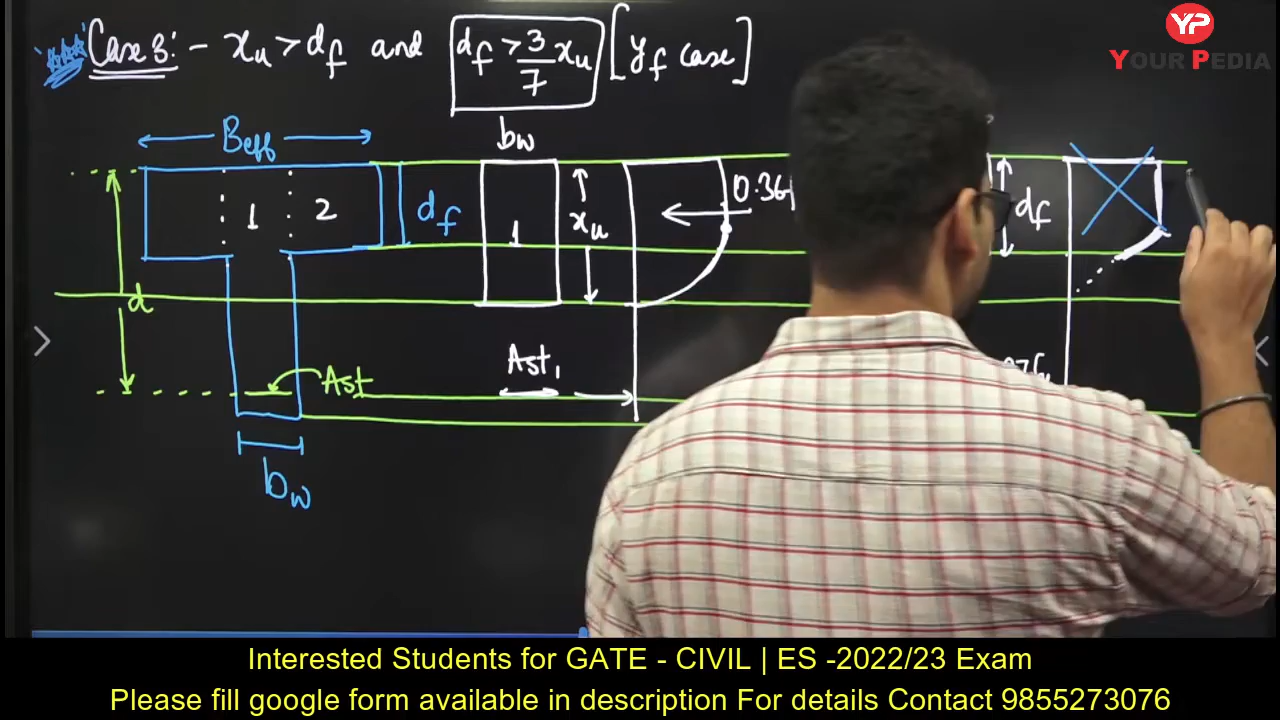 Case 3:- xu > df and df > 3/7 xu [yf case]
YP
YOUR PEDIA
Beff
bw
1 2
df
1
xu
0.36f
df
d
Ast
Ast1
bw
Interested Students for GATE - CIVIL | ES -2022/23 Exam
Please fill google form available in description For details Contact 9855273076